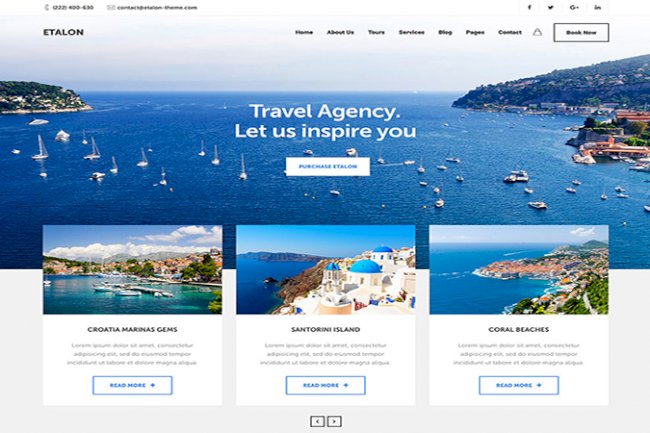 (222) 400-630 contact@etalon-theme.com
ETALON Home About Us Tours Services Blog Pages Contact Book Now
Travel Agency.
Let us inspire you
PURCHASE ETALON
CROATIA MARINAS GEMS
Lorem ipsum dolor sit amet, consectetur
adipisicing elit, sed do eiusmod tempor
incididunt ut labore et dolore magna aliqua.
READ MORE +
SANTORINI ISLAND
Lorem ipsum dolor sit amet, consectetur
adipisicing elit, sed do eiusmod tempor
incididunt ut labore et dolore magna aliqua.
READ MORE +
CORAL BEACHES
Lorem ipsum dolor sit amet, consectetur
adipisicing elit, sed do eiusmod tempor
incididunt ut labore et dolore magna aliqua.
READ MORE +